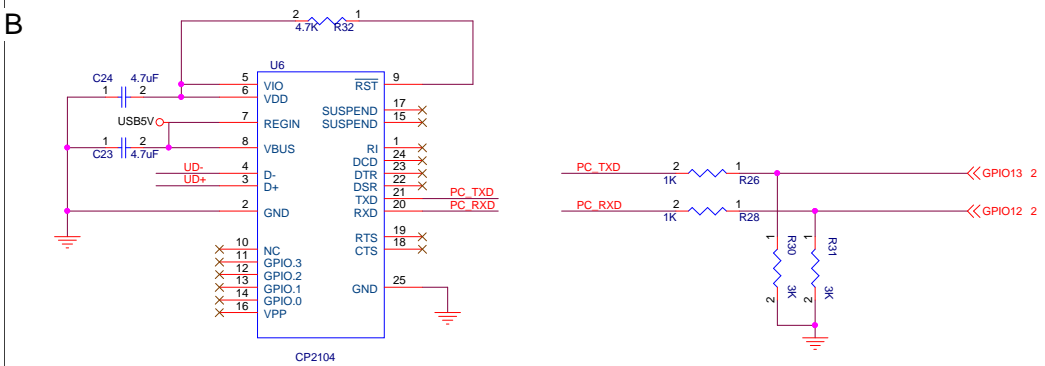 B
2 1
4.7K R32
U6
C24 4.7uF
1 2
USB5V
1 2
C23 4.7uF
UD-
UD+
5 VIO
6 VDD
7 REGIN
8 VBUS
4 D-
3 D+
2 GND
10 NC
11 GPIO.3
12 GPIO.2
13 GPIO.1
14 GPIO.0
16 VPP
RST 9
SUSPEND 17
SUSPEND 15
RI 1
DCD 24
DTR 23
DSR 22
TXD 21 PC_TXD
RXD 20 PC_RXD
RTS 19
CTS 18
GND 25
CP2104
PC_TXD 2 1 GPIO13 2
1K R26
PC_RXD 2 1 GPIO12 2
1K R28
1 R30 3K 2
1 R31 3K 2